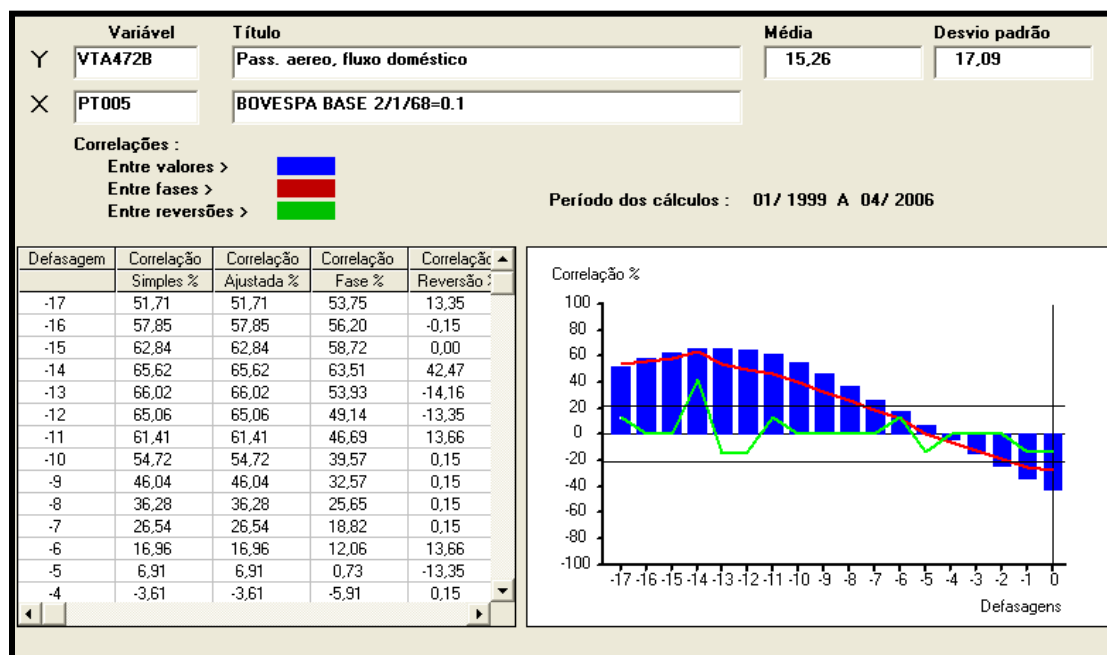 Variável Título Média Desvio padrão
Y VTA472B Pass. aereo, fluxo doméstico 15,26 17,09
X PT005 BOVESPA BASE 2/1/68=0.1
Correlações :
Entre valores >
Entre fases >
Entre reversões >
Período dos cálculos : 01/ 1999 A 04/ 2006
Defasagem Correlação Correlação Correlação Correlação
Simples % Ajustada % Fase % Reversão %
-17 51,71 51,71 53,75 13,35
-16 57,85 57,85 56,20 -0,15
-15 62,84 62,84 58,72 0,00
-14 65,62 65,62 63,51 42,47
-13 66,02 66,02 53,93 -14,16
-12 65,06 65,06 49,14 -13,35
-11 61,41 61,41 46,69 13,66
-10 54,72 54,72 39,57 0,15
-9 46,04 46,04 32,57 0,15
-8 36,28 36,28 25,65 0,15
-7 26,54 26,54 18,82 0,15
-6 16,96 16,96 12,06 13,66
-5 6,91 6,91 0,73 -13,35
-4 -3,61 -3,61 -5,91 0,15
Correlação %
100
80
60
40
20
0
-20
-40
-60
-80
-100
-17 -16 -15 -14 -13 -12 -11 -10 -9 -8 -7 -6 -5 -4 -3 -2 -1 0
Defasagens